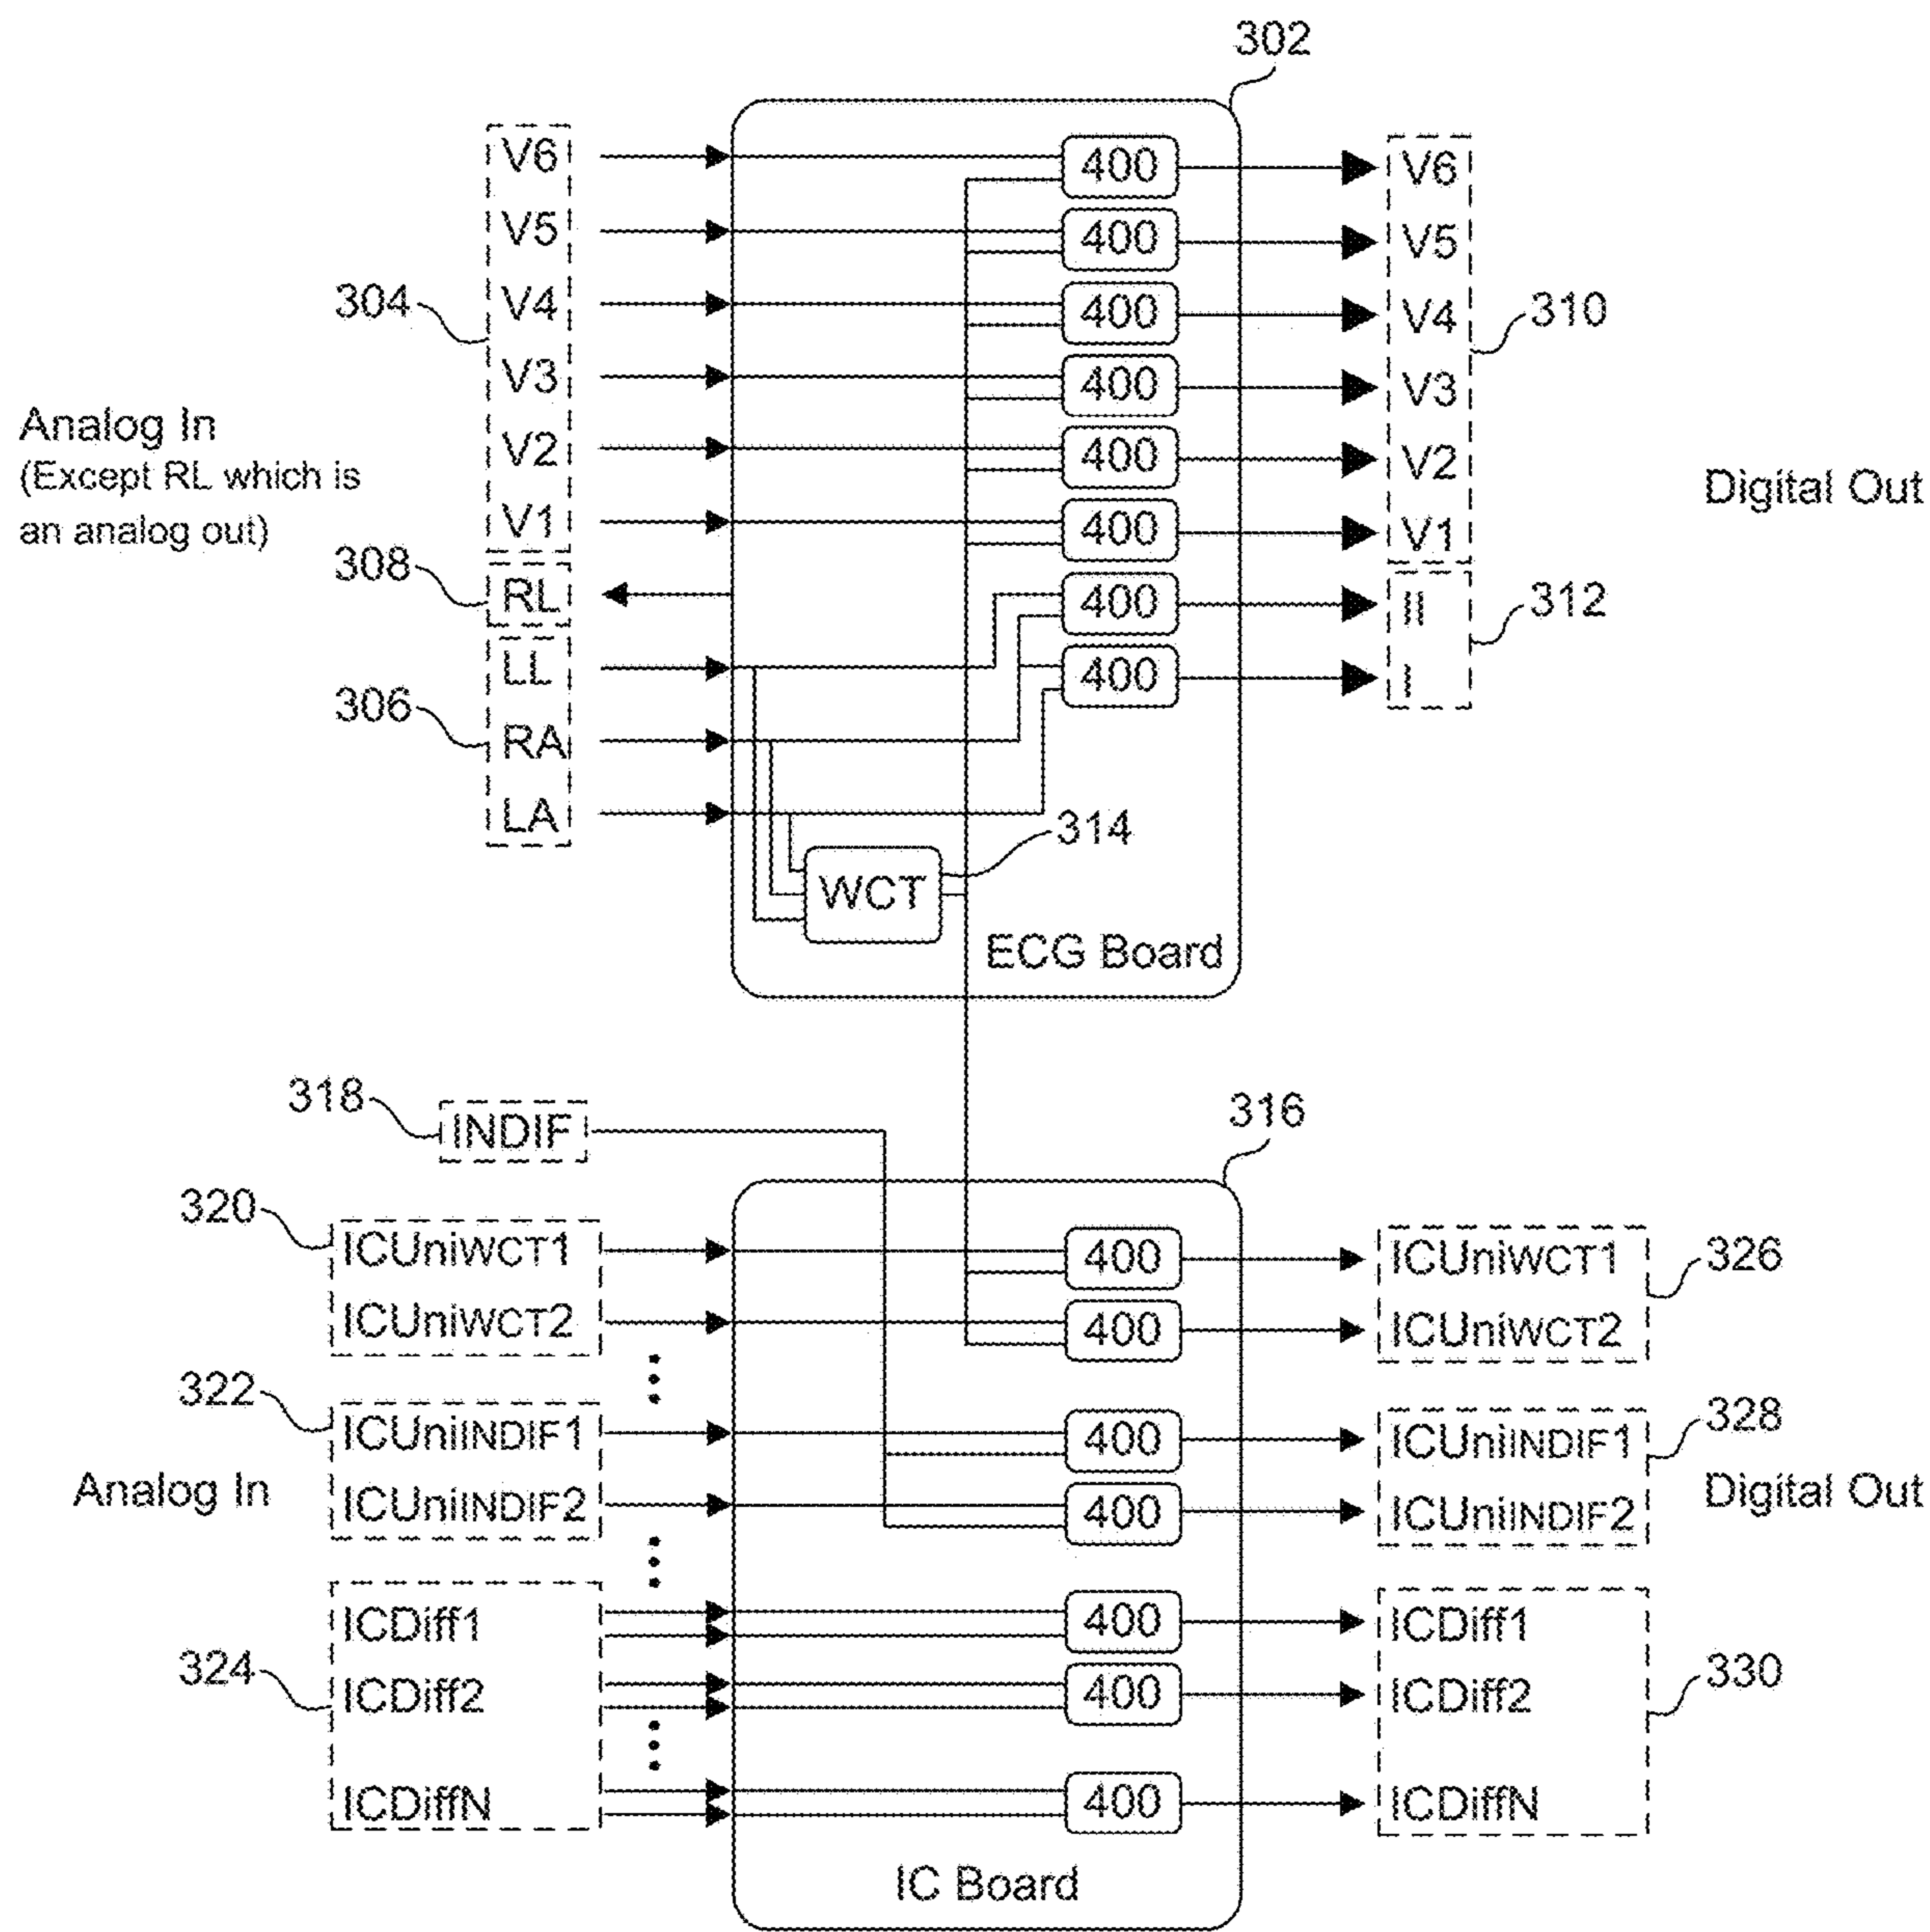 302
V6 400 V6
V5 400 V5
304 V4 400 V4 310
V3 400 V3
Analog In
(Except RL which is
an analog out)
V2 400 V2
Digital Out
V1 400 V1
308 RL 400 II 312
LL 400 I
306 RA
LA
314
WCT
ECG Board
318 INDIF
316
320 ICUniWCT1 400 ICUniWCT1 326
ICUniWCT2 400 ICUniWCT2
322 ICUniINDIF1 400 ICUniINDIF1 328
Analog In ICUniINDIF2 400 ICUniINDIF2 Digital Out
ICDiff1 400 ICDiff1
324 ICDiff2 400 ICDiff2 330
ICDiffN 400 ICDiffN
IC Board